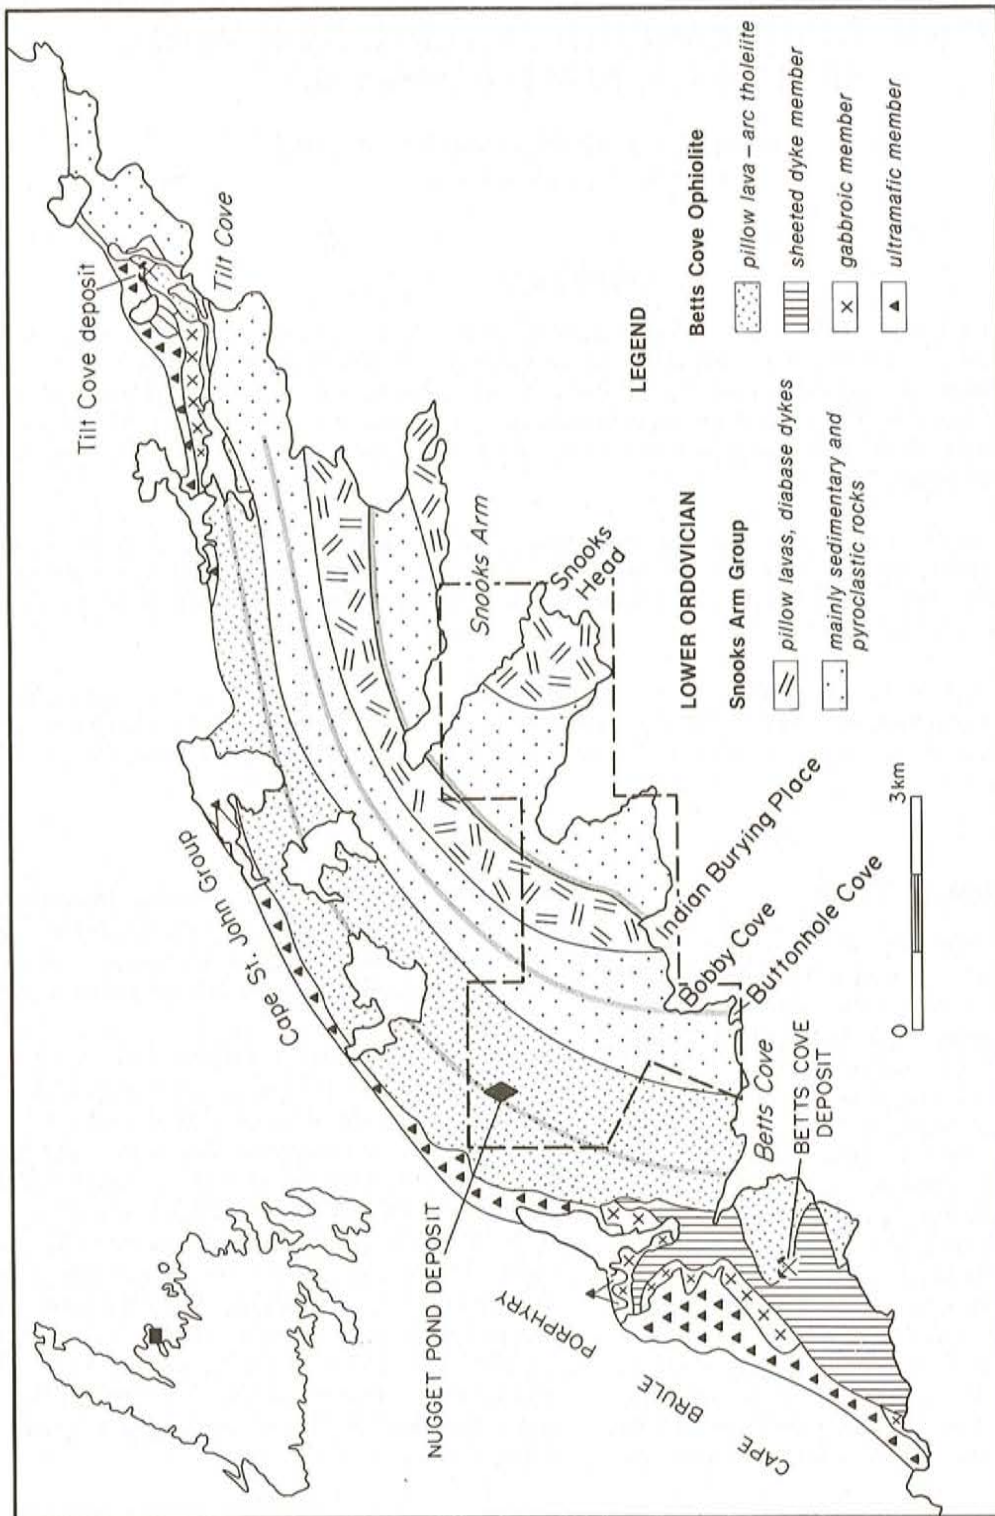 Tilt Cove deposit
Tilt Cove
Cape St. John Group
Snooks Arm
Snooks
Head
NUGGET POND DEPOSIT
Indian Burying Place
Bobby Cove
Buttonhole Cove
Betts Cove
BETTS COVE
DEPOSIT
CAPE BRULE PORPHYRY
0 3 km
LEGEND
LOWER ORDOVICIAN
Snooks Arm Group
pillow lavas, diabase dykes
mainly sedimentary and
pyroclastic rocks
Betts Cove Ophiolite
pillow lava – arc tholeiite
sheeted dyke member
gabbroic member
ultramafic member